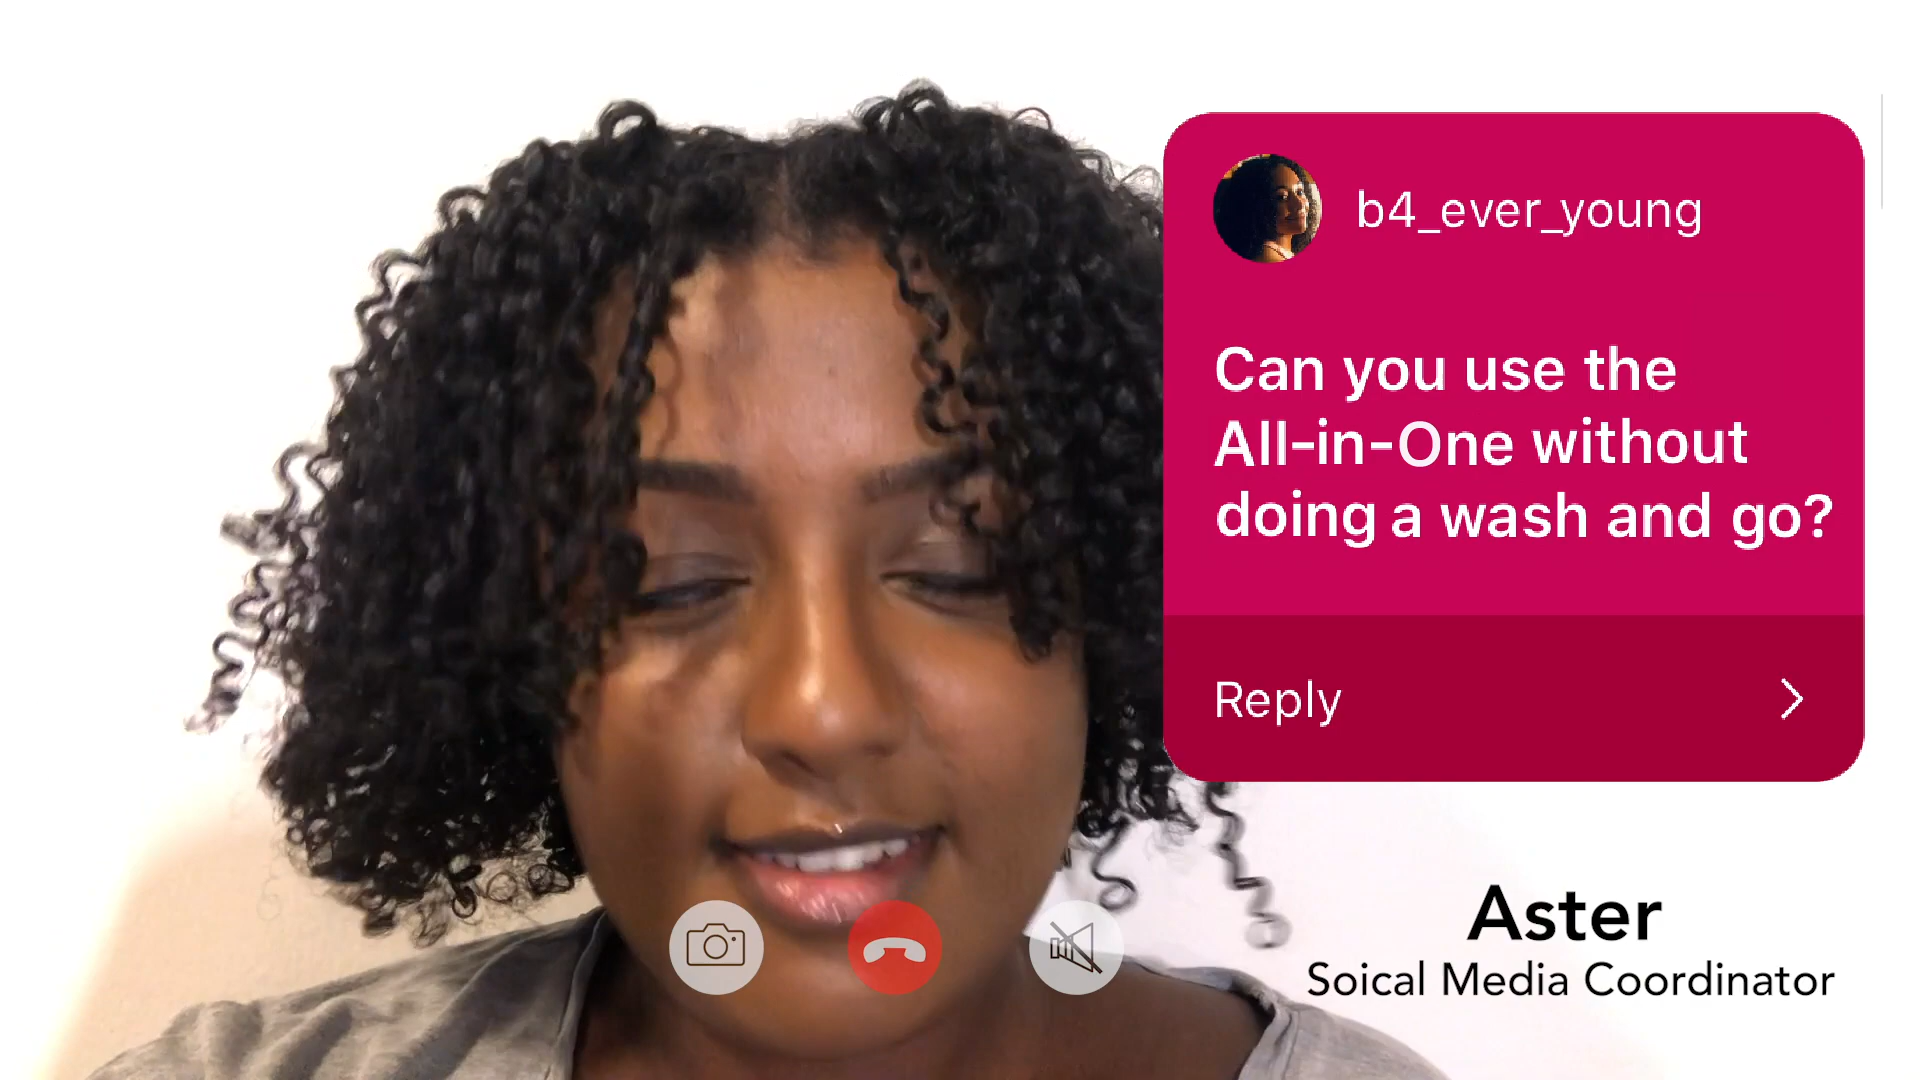 b4_ever_young
Can you use the
All-in-One without
doing a wash and go?
Reply
Aster
Soical Media Coordinator